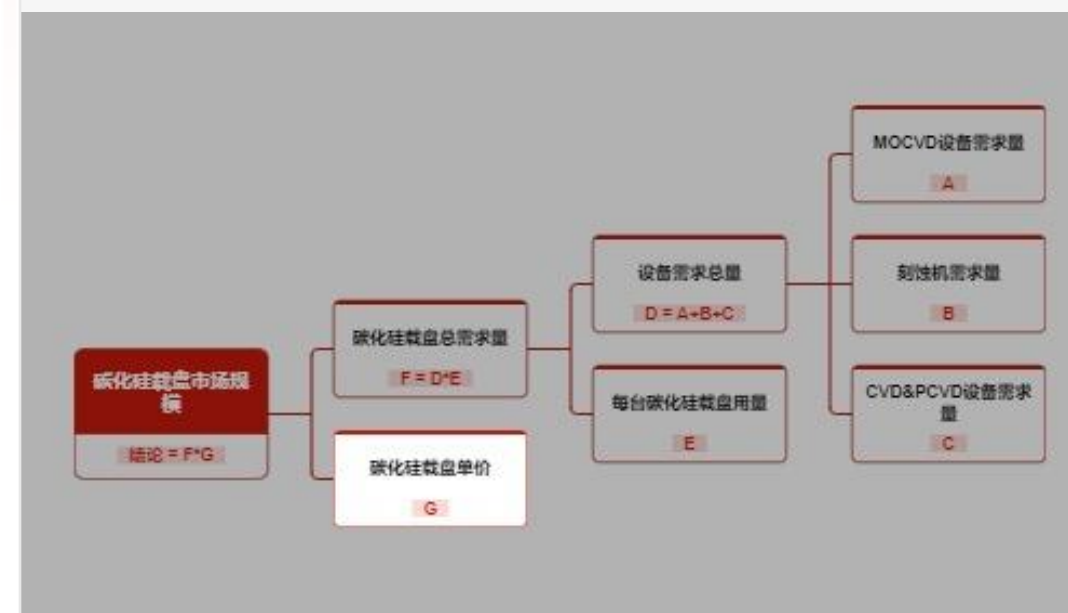 MOCVD设备需求量
A
设备需求总量
D = A+B+C
刻蚀机需求量
B
碳化硅载盘总需求量
F = D*E
碳化硅载盘市场规
模
结论 = F*G
每台碳化硅载盘用量
E
CVD&PCVD设备需求
量
C
碳化硅载盘单价
G